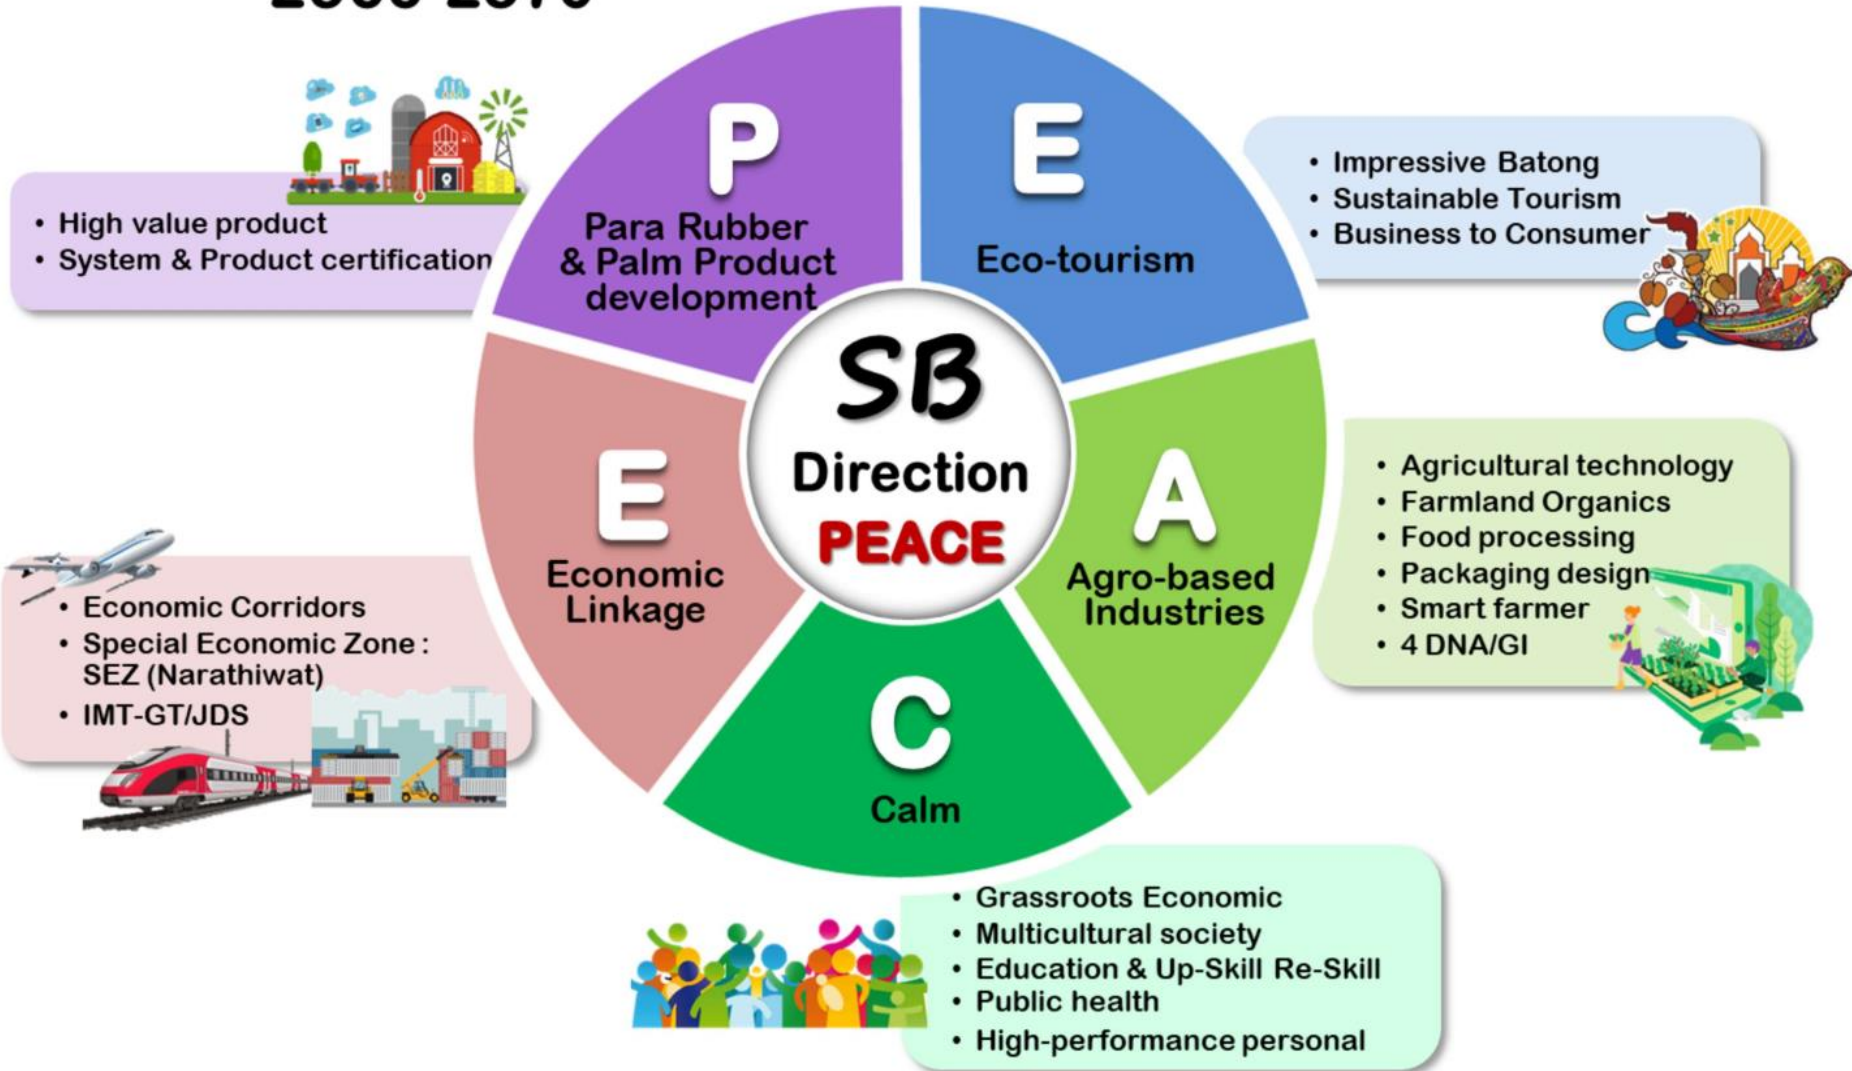 P
Para Rubber
& Palm Product
development
E
Eco-tourism
A
Agro-based
Industries
C
Calm
E
Economic
Linkage
SB
Direction
PEACE
• High value product
• System & Product certification
• Impressive Batong
• Sustainable Tourism
• Business to Consumer
• Agricultural technology
• Farmland Organics
• Food processing
• Packaging design
• Smart farmer
• 4 DNA/GI
• Grassroots Economic
• Multicultural society
• Education & Up-Skill Re-Skill
• Public health
• High-performance personal
• Economic Corridors
• Special Economic Zone :
SEZ (Narathiwat)
• IMT-GT/JDS